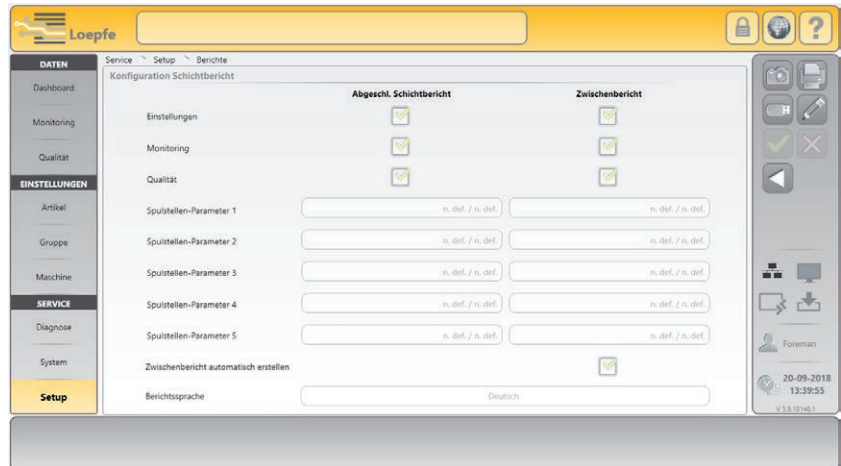 Loepfe
?
DATEN
Dashboard
Monitoring
Qualität
EINSTELLUNGEN
Artikel
Gruppe
Maschine
SERVICE
Diagnose
System
Setup
Service > Setup > Berichte
Konfiguration Schichtbericht
Abgeschl. Schichtbericht Zwischenbericht
Einstellungen
Monitoring
Qualität
Spulstellen-Parameter 1 n. def. / n. def. n. def. / n. def.
Spulstellen-Parameter 2 n. def. / n. def. n. def. / n. def.
Spulstellen-Parameter 3 n. def. / n. def. n. def. / n. def.
Spulstellen-Parameter 4 n. def. / n. def. n. def. / n. def.
Spulstellen-Parameter 5 n. def. / n. def. n. def. / n. def.
Zwischenbericht automatisch erstellen
Berichtssprache Deutsch
Foreman
20-09-2018
13:39:55